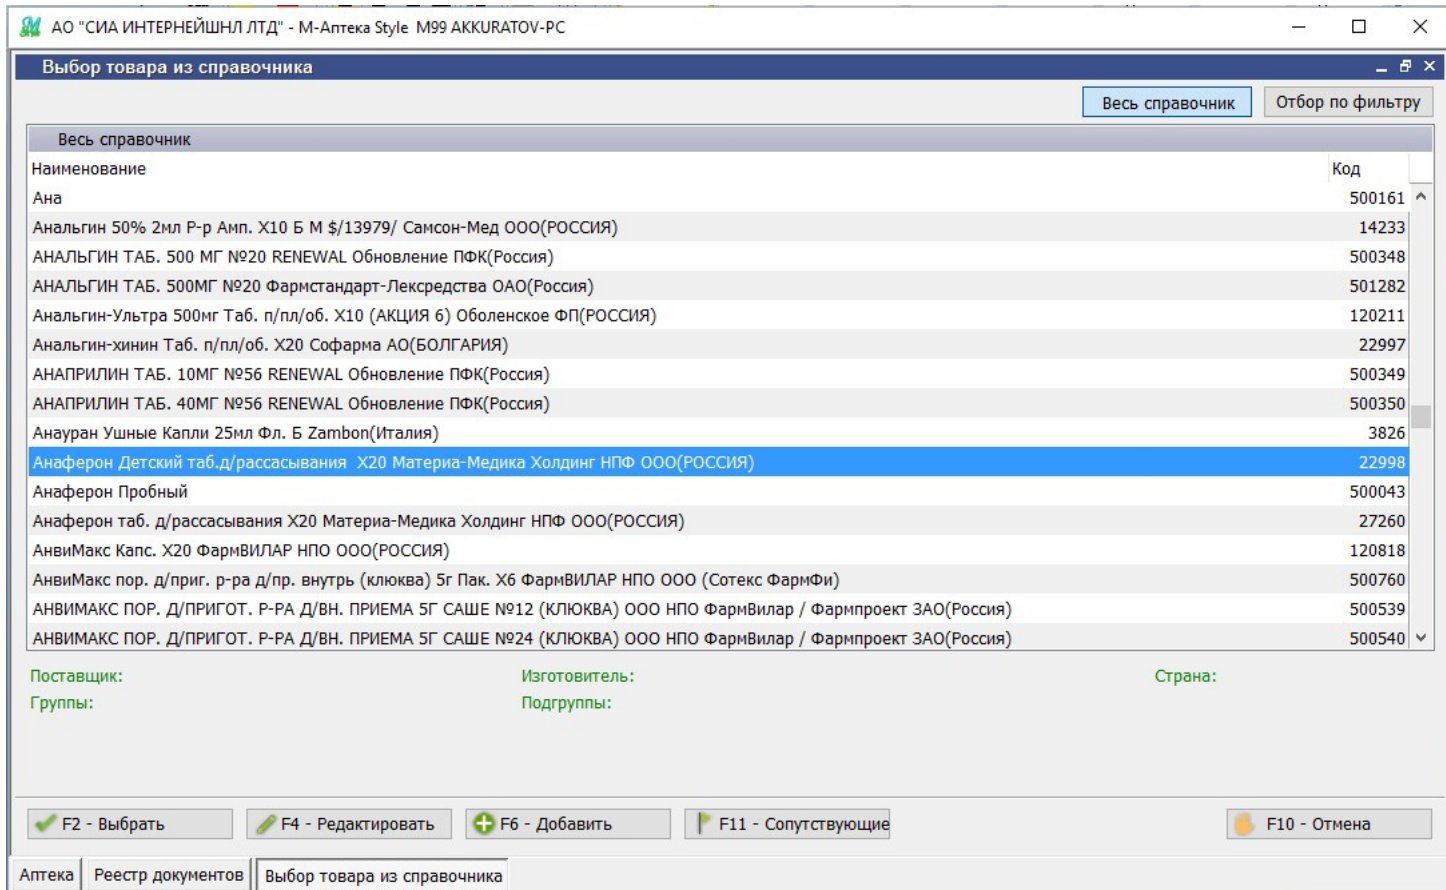 АО "СИА ИНТЕРНЕЙШНЛ ЛТД" - М-Аптека Style M99 AKKURATOV-PC
Выбор товара из справочника
Весь справочник Отбор по фильтру
Весь справочник
Наименование Код
Ана 500161
Анальгин 50% 2мл Р-р Амп. Х10 Б М $/13979/ Самсон-Мед ООО(РОССИЯ) 14233
АНАЛЬГИН ТАБ. 500 МГ №20 RENEWAL Обновление ПФК(Россия) 500348
АНАЛЬГИН ТАБ. 500МГ №20 Фармстандарт-Лексредства ОАО(Россия) 501282
Анальгин-Ультра 500мг Таб. п/пл/об. Х10 (АКЦИЯ 6) Оболенское ФП(РОССИЯ) 120211
Анальгин-хинин Таб. п/пл/об. Х20 Софарма АО(БОЛГАРИЯ) 22997
АНАПРИЛИН ТАБ. 10МГ №56 RENEWAL Обновление ПФК(Россия) 500349
АНАПРИЛИН ТАБ. 40МГ №56 RENEWAL Обновление ПФК(Россия) 500350
Анауран Ушные Капли 25мл Фл. Б Zambon(Италия) 3826
Анаферон Детский таб.д/рассасывания Х20 Материа-Медика Холдинг НПФ ООО(РОССИЯ) 22998
Анаферон Пробный 500043
Анаферон таб. д/рассасывания Х20 Материа-Медика Холдинг НПФ ООО(РОССИЯ) 27260
АнвиМакс Капс. Х20 ФармВИЛАР НПО ООО(РОССИЯ) 120818
АнвиМакс пор. д/приг. р-ра д/пр. внутрь (клюква) 5г Пак. Х6 ФармВИЛАР НПО ООО (Сотекс ФармФи) 500760
АНВИМАКС ПОР. Д/ПРИГОТ. Р-РА Д/ВН. ПРИЕМА 5Г САШЕ №12 (КЛЮКВА) ООО НПО ФармВилар / Фармпроект ЗАО(Россия) 500539
АНВИМАКС ПОР. Д/ПРИГОТ. Р-РА Д/ВН. ПРИЕМА 5Г САШЕ №24 (КЛЮКВА) ООО НПО ФармВилар / Фармпроект ЗАО(Россия) 500540
Поставщик: Изготовитель: Страна:
Группы: Подгруппы:
F2 - Выбрать F4 - Редактировать F6 - Добавить F11 - Сопутствующие F10 - Отмена
Аптека Реестр документов Выбор товара из справочника